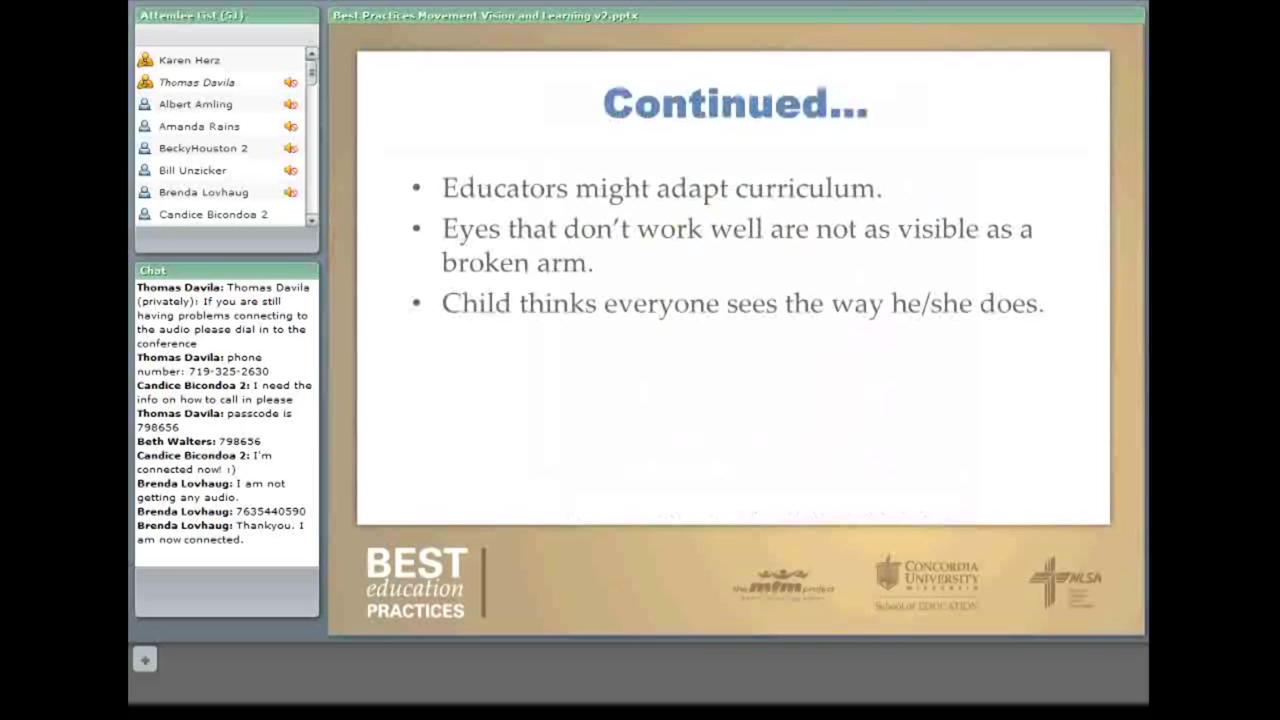 Attendee List (51)
Karen Herz
Thomas Davila
Albert Amling
Amanda Rains
BeckyHouston 2
Bill Unzicker
Brenda Lovhaug
Candice Bicondoa 2
Chat
Thomas Davila: Thomas Davila
(privately): If you are still
having problems connecting to
the audio please dial in to the
conference
Thomas Davila: phone
number: 719-325-2630
Candice Bicondoa 2: I need the
info on how to call in please
Thomas Davila: passcode is
798656
Beth Walters: 798656
Candice Bicondoa 2: I'm
connected now! :)
Brenda Lovhaug: I am not
getting any audio.
Brenda Lovhaug: 7635440590
Brenda Lovhaug: Thankyou. I
am now connected.
Best Practices Movement Vision and Learning v2.pptx
Continued...
• Educators might adapt curriculum.
• Eyes that don’t work well are not as visible as a
broken arm.
• Child thinks everyone sees the way he/she does.
BEST
education
PRACTICES
the mfm project
CONCORDIA
UNIVERSITY
WISCONSIN
School of EDUCATION
NLSA